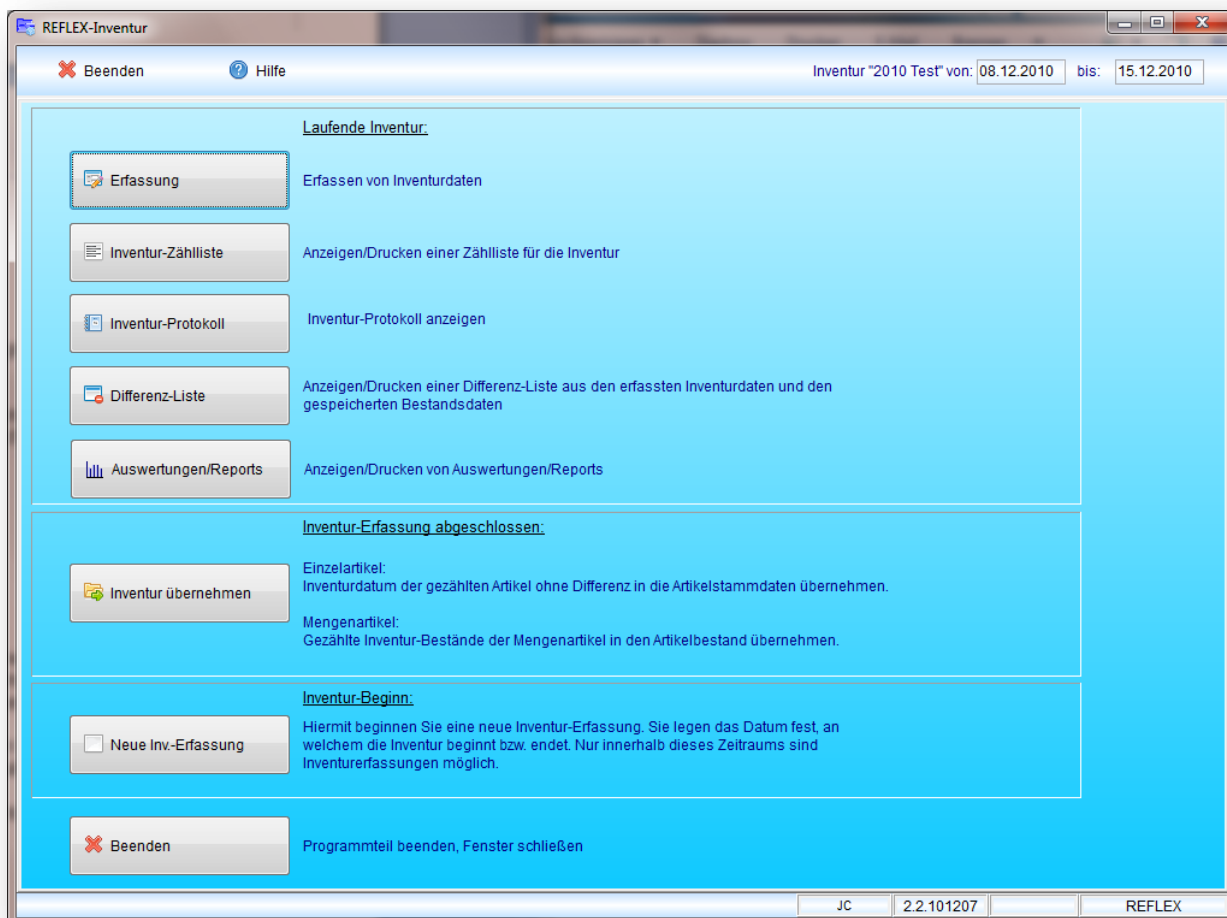 REFLEX-Inventur
Beenden
Hilfe
Inventur "2010 Test" von: 08.12.2010 bis: 15.12.2010
Laufende Inventur:
Erfassung
Erfassen von Inventurdaten
Inventur-Zählliste
Anzeigen/Drucken einer Zählliste für die Inventur
Inventur-Protokoll
Inventur-Protokoll anzeigen
Differenz-Liste
Anzeigen/Drucken einer Differenz-Liste aus den erfassten Inventurdaten und den
gespeicherten Bestandsdaten
Auswertungen/Reports
Anzeigen/Drucken von Auswertungen/Reports
Inventur-Erfassung abgeschlossen:
Inventur übernehmen
Einzelartikel:
Inventurdatum der gezählten Artikel ohne Differenz in die Artikelstammdaten übernehmen.
Mengenartikel:
Gezählte Inventur-Bestände der Mengenartikel in den Artikelbestand übernehmen.
Inventur-Beginn:
Neue Inv.-Erfassung
Hiermit beginnen Sie eine neue Inventur-Erfassung. Sie legen das Datum fest, an
welchem die Inventur beginnt bzw. endet. Nur innerhalb dieses Zeitraums sind
Inventurerfassungen möglich.
Beenden
Programmteil beenden, Fenster schließen
JC
2.2.101207
REFLEX